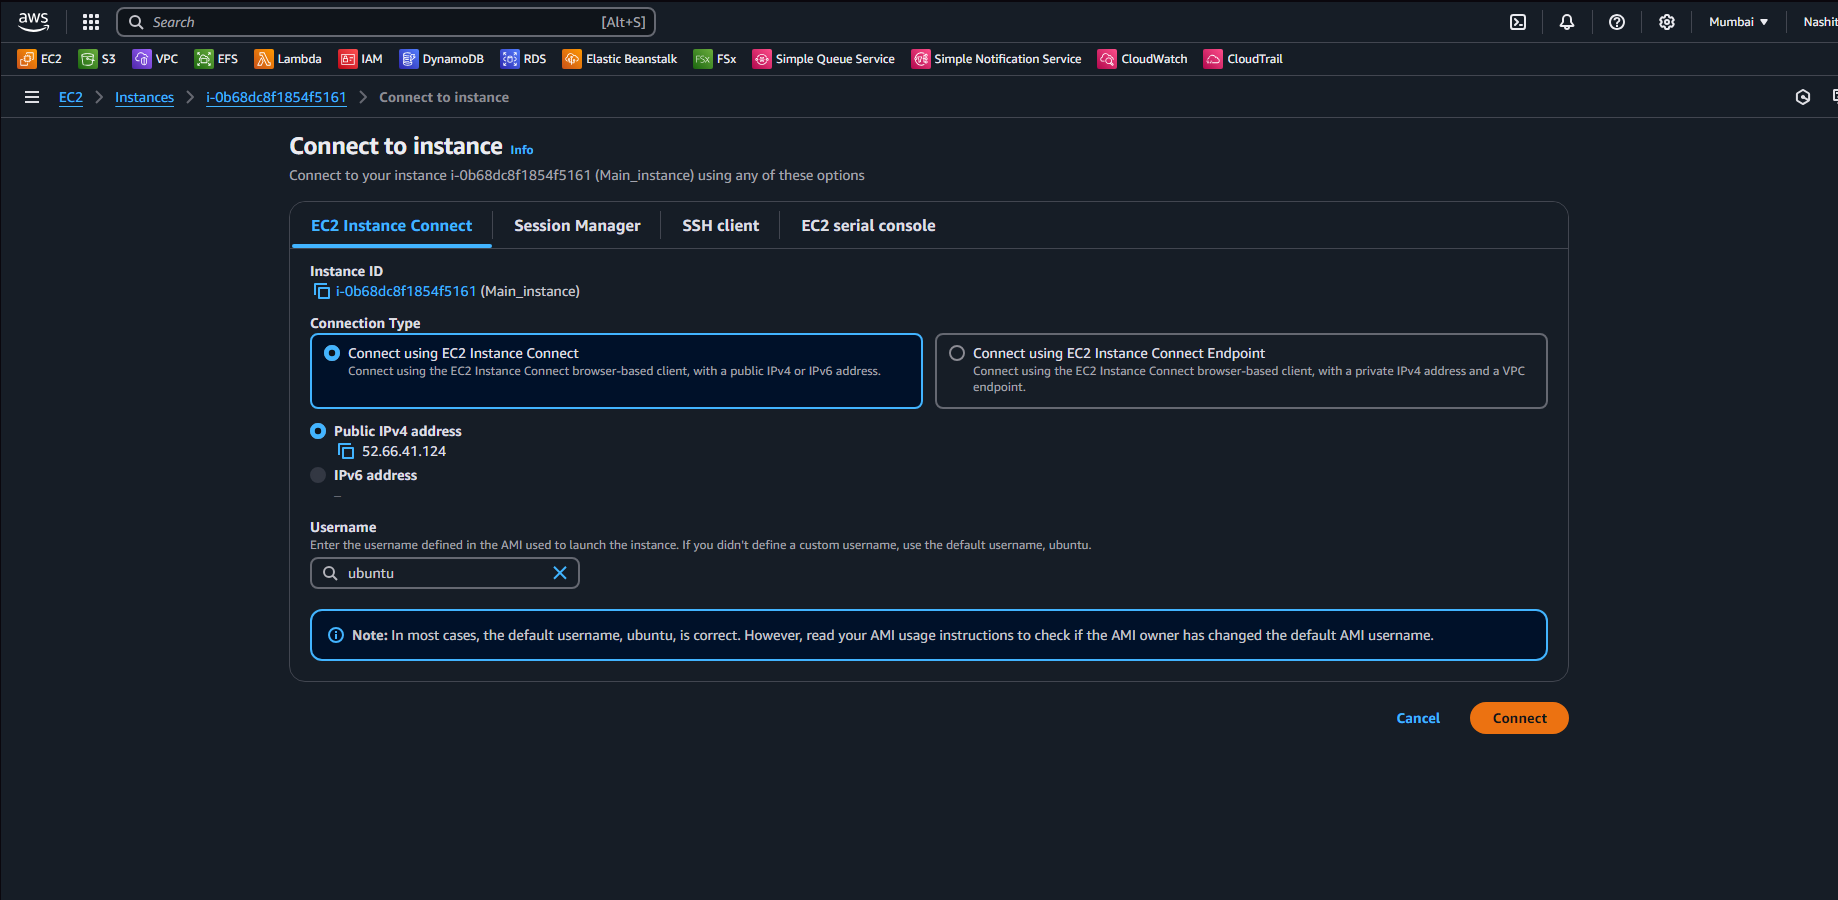 aws Search [Alt+S] Mumbai Nashit
EC2 S3 VPC EFS Lambda IAM DynamoDB RDS Elastic Beanstalk FSx FSx Simple Queue Service Simple Notification Service CloudWatch CloudTrail
EC2 Instances i-0b68dc8f1854f5161 Connect to instance
Connect to instance Info
Connect to your instance i-0b68dc8f1854f5161 (Main_instance) using any of these options
EC2 Instance Connect Session Manager SSH client EC2 serial console
Instance ID
i-0b68dc8f1854f5161 (Main_instance)
Connection Type
Connect using EC2 Instance Connect
Connect using the EC2 Instance Connect browser-based client, with a public IPv4 or IPv6 address.
Connect using EC2 Instance Connect Endpoint
Connect using the EC2 Instance Connect browser-based client, with a private IPv4 address and a VPC
endpoint.
Public IPv4 address
52.66.41.124
IPv6 address
–
Username
Enter the username defined in the AMI used to launch the instance. If you didn't define a custom username, use the default username, ubuntu.
ubuntu
Note: In most cases, the default username, ubuntu, is correct. However, read your AMI usage instructions to check if the AMI owner has changed the default AMI username.
Cancel Connect